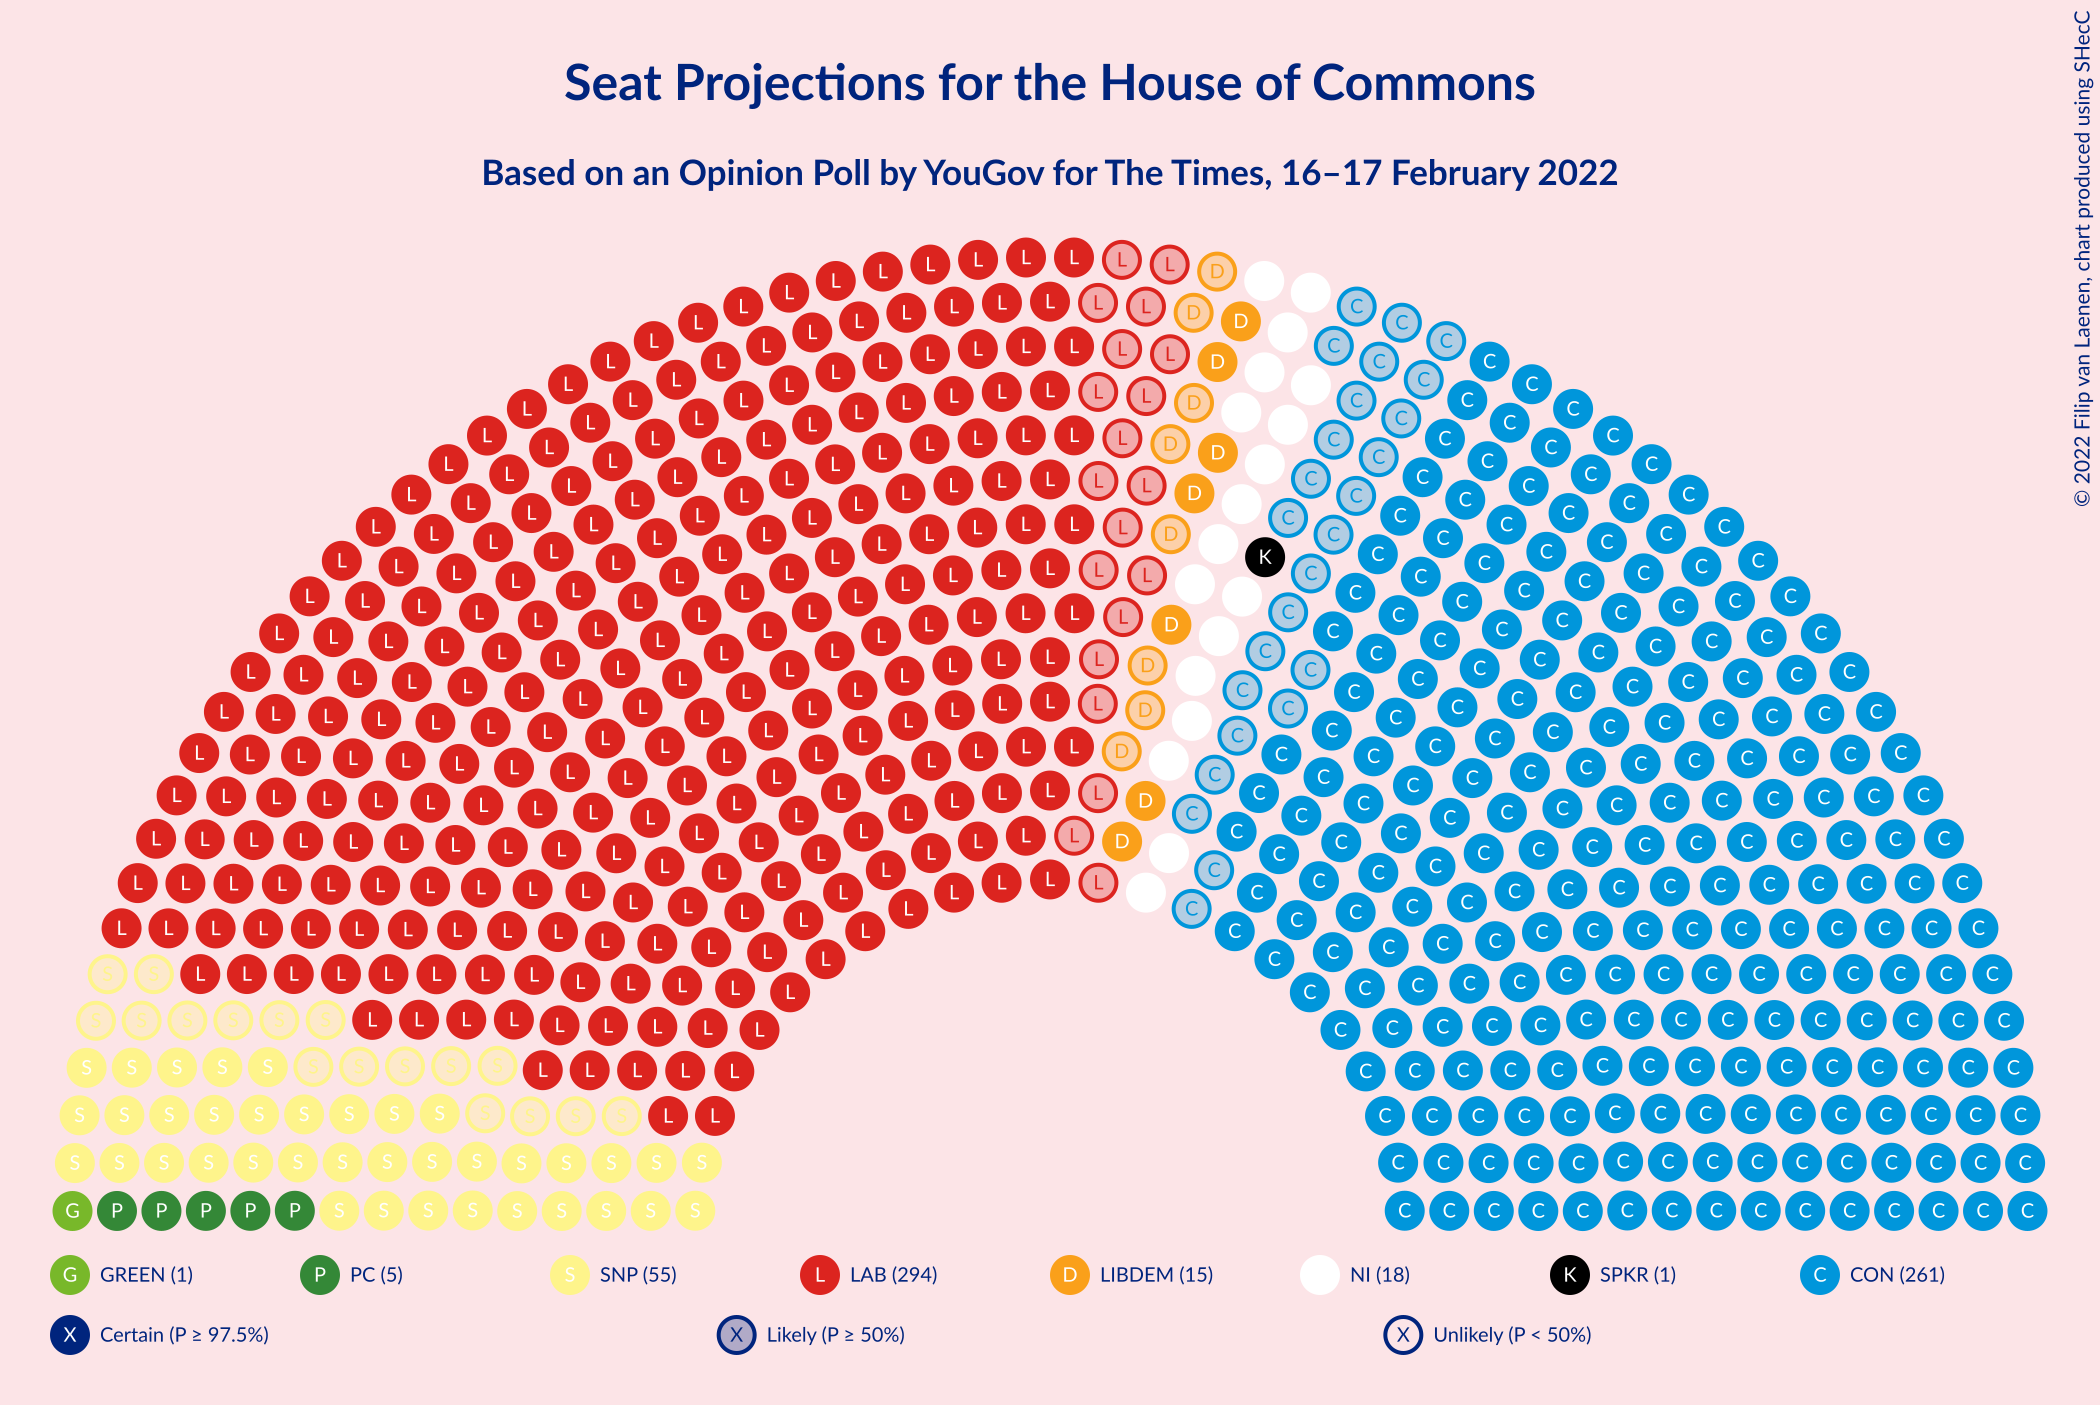 Seat Projections for the House of Commons
Based on an Opinion Poll by YouGov for The Times, 16–17 February 2022
© 2022 Filip van Laenen, chart produced using SHecC
G GREEN (1) P PC (5) S SNP (55) L LAB (294) D LIBDEM (15) NI (18) K SPKR (1) C CON (261)
X Certain (P ≥ 97.5%) X Likely (P ≥ 50%) X Unlikely (P < 50%)